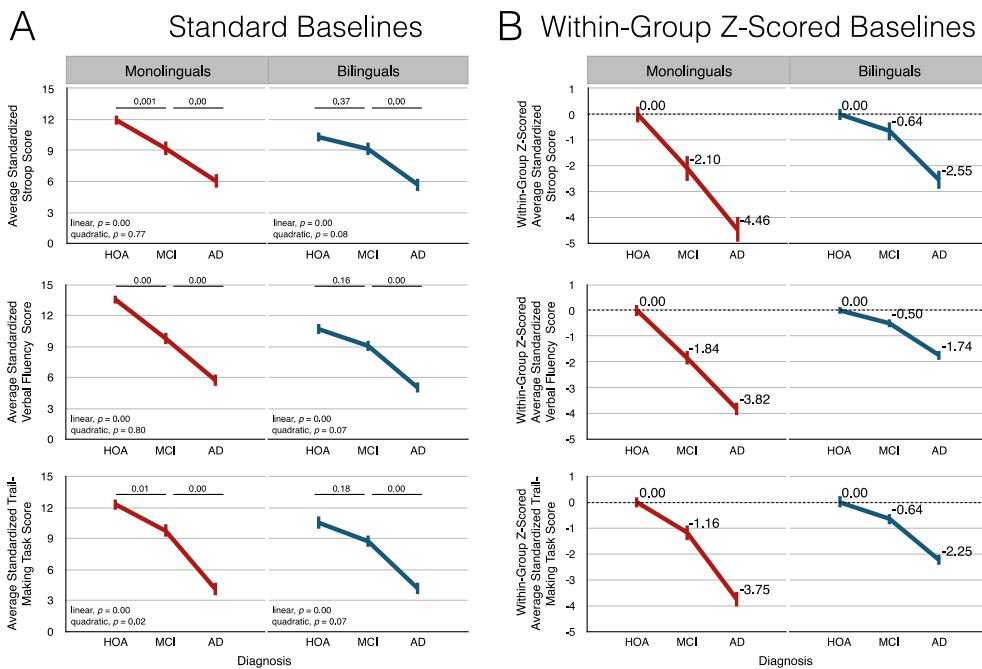 A Standard Baselines
B Within-Group Z-Scored Baselines
Monolinguals Bilinguals
Monolinguals Bilinguals
Average Standardized
Stroop Score
15
12
9
6
3
0
0.001 0.00
0.37 0.00
linear, p = 0.00
quadratic, p = 0.77
linear, p = 0.00
quadratic, p = 0.08
HOA MCI AD
HOA MCI AD
Within-Group Z-Scored
Average Standardized
Stroop Score
1
0
-1
-2
-3
-4
-5
0.00
-2.10
-4.46
0.00
-0.64
-2.55
HOA MCI AD
HOA MCI AD
Average Standardized
Verbal Fluency Score
15
12
9
6
3
0
0.00 0.00
0.16 0.00
linear, p = 0.00
quadratic, p = 0.80
linear, p = 0.00
quadratic, p = 0.07
HOA MCI AD
HOA MCI AD
Within-Group Z-Scored
Average Standardized
Verbal Fluency Score
1
0
-1
-2
-3
-4
-5
0.00
-1.84
-3.82
0.00
-0.50
-1.74
HOA MCI AD
HOA MCI AD
Average Standardized Trail-
Making Task Score
15
12
9
6
3
0
0.01 0.00
0.18 0.00
linear, p = 0.00
quadratic, p = 0.02
linear, p = 0.00
quadratic, p = 0.07
HOA MCI AD
HOA MCI AD
Diagnosis
Within-Group Z-Scored
Average Standardized Trail-
Making Task Score
1
0
-1
-2
-3
-4
-5
0.00
-1.16
-3.75
0.00
-0.64
-2.25
HOA MCI AD
HOA MCI AD
Diagnosis